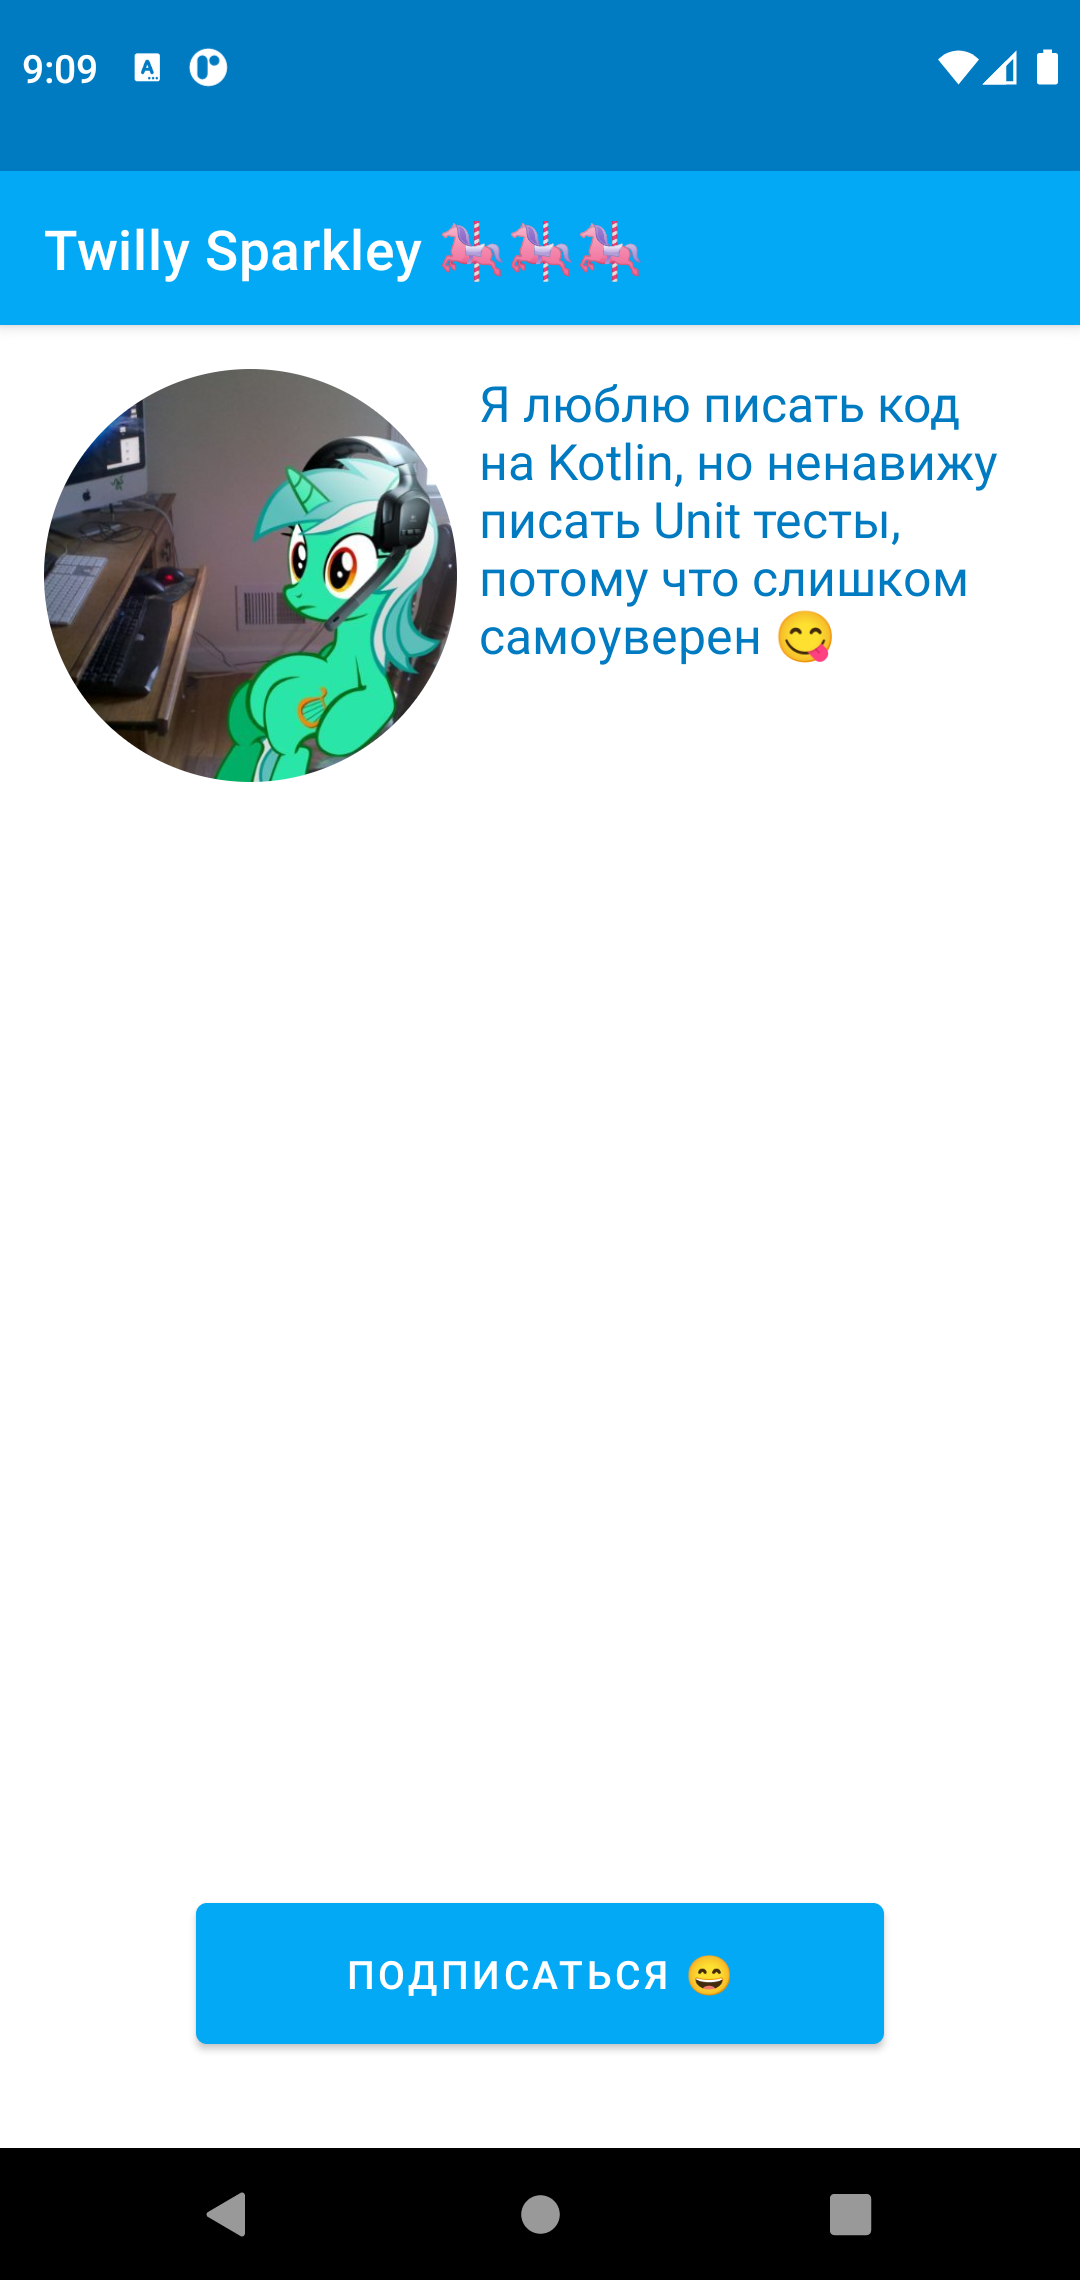 9:09
Twilly Sparkley 🎠🎠🎠
Я люблю писать код
на Kotlin, но ненавижу
писать Unit тесты,
потому что слишком
самоуверен 😋
ПОДПИСАТЬСЯ 😄